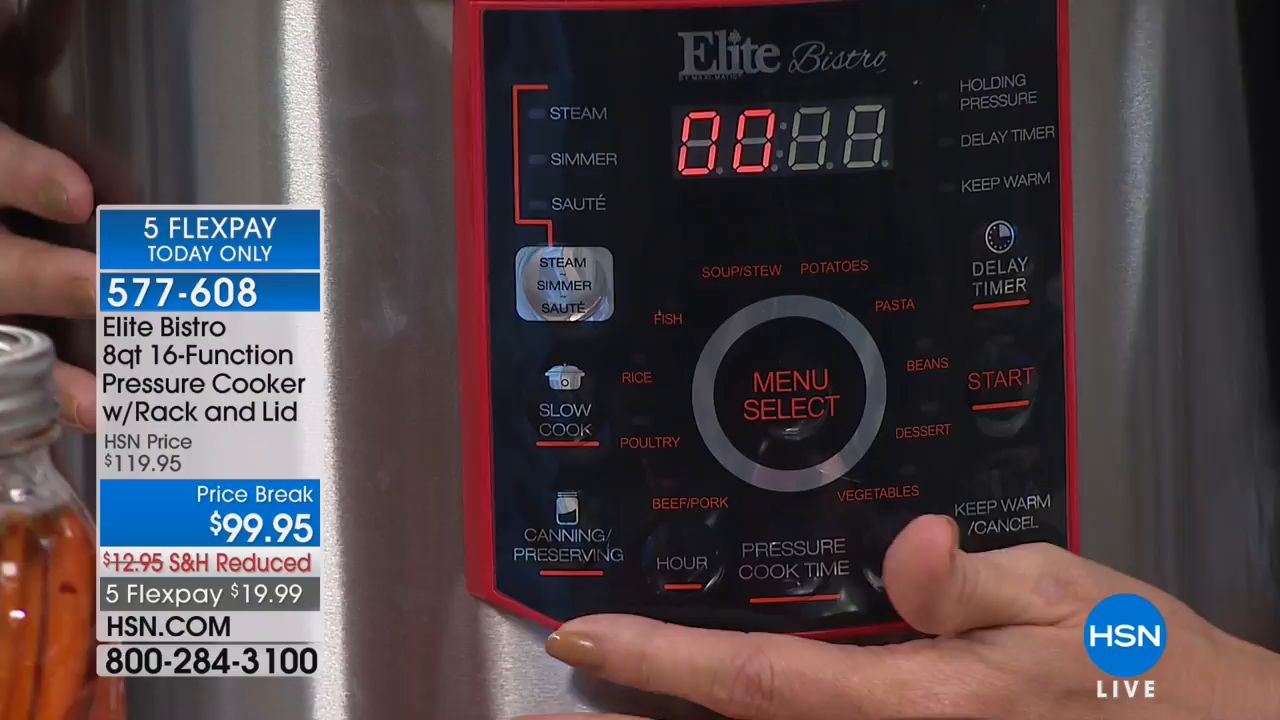 5 FLEXPAY
TODAY ONLY
577-608
Elite Bistro
8qt 16-Function
Pressure Cooker
w/Rack and Lid
HSN Price
$119.95
Price Break
$99.95
$12.95 S&H Reduced
5 Flexpay $19.99
HSN.COM
800-284-3100
Elite Bistro
BY MAXI-MATIC
00
STEAM
SIMMER
SAUTÉ
STEAM
SIMMER
SAUTÉ
SLOW
COOK
CANNING/
PRESERVING
SOUP/STEW
POTATOES
FISH
PASTA
RICE
BEANS
POULTRY
DESSERT
BEEF/PORK
VEGETABLES
MENU
SELECT
HOUR
PRESSURE
COOK TIME
HOLDING
PRESSURE
DELAY TIMER
KEEP WARM
DELAY
TIMER
START
KEEP WARM
/CANCEL
HSN
LIVE